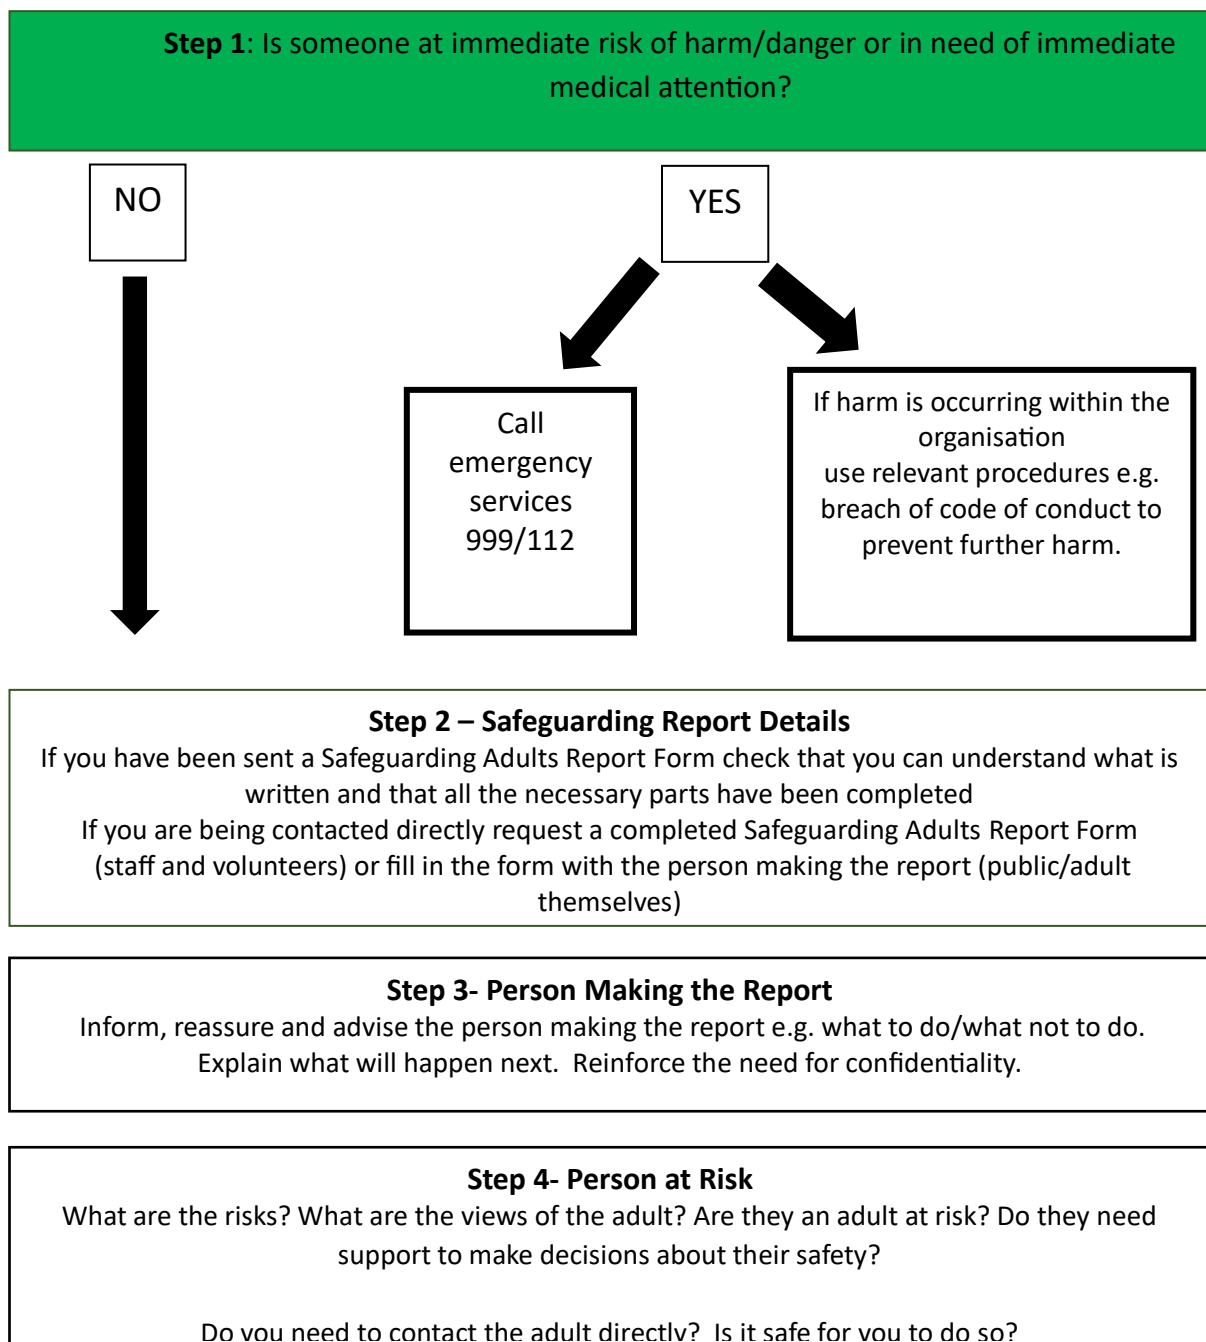 Step 1: Is someone at immediate risk of harm/danger or in need of immediate
medical attention?
NO
YES
Call
emergency
services
999/112
If harm is occurring within the
organisation
use relevant procedures e.g.
breach of code of conduct to
prevent further harm.
Step 2 – Safeguarding Report Details
If you have been sent a Safeguarding Adults Report Form check that you can understand what is
written and that all the necessary parts have been completed
If you are being contacted directly request a completed Safeguarding Adults Report Form
(staff and volunteers) or fill in the form with the person making the report (public/adult
themselves)
Step 3- Person Making the Report
Inform, reassure and advise the person making the report e.g. what to do/what not to do.
Explain what will happen next. Reinforce the need for confidentiality.
Step 4- Person at Risk
What are the risks? What are the views of the adult? Are they an adult at risk? Do they need
support to make decisions about their safety?
Do you need to contact the adult directly? Is it safe for you to do so?